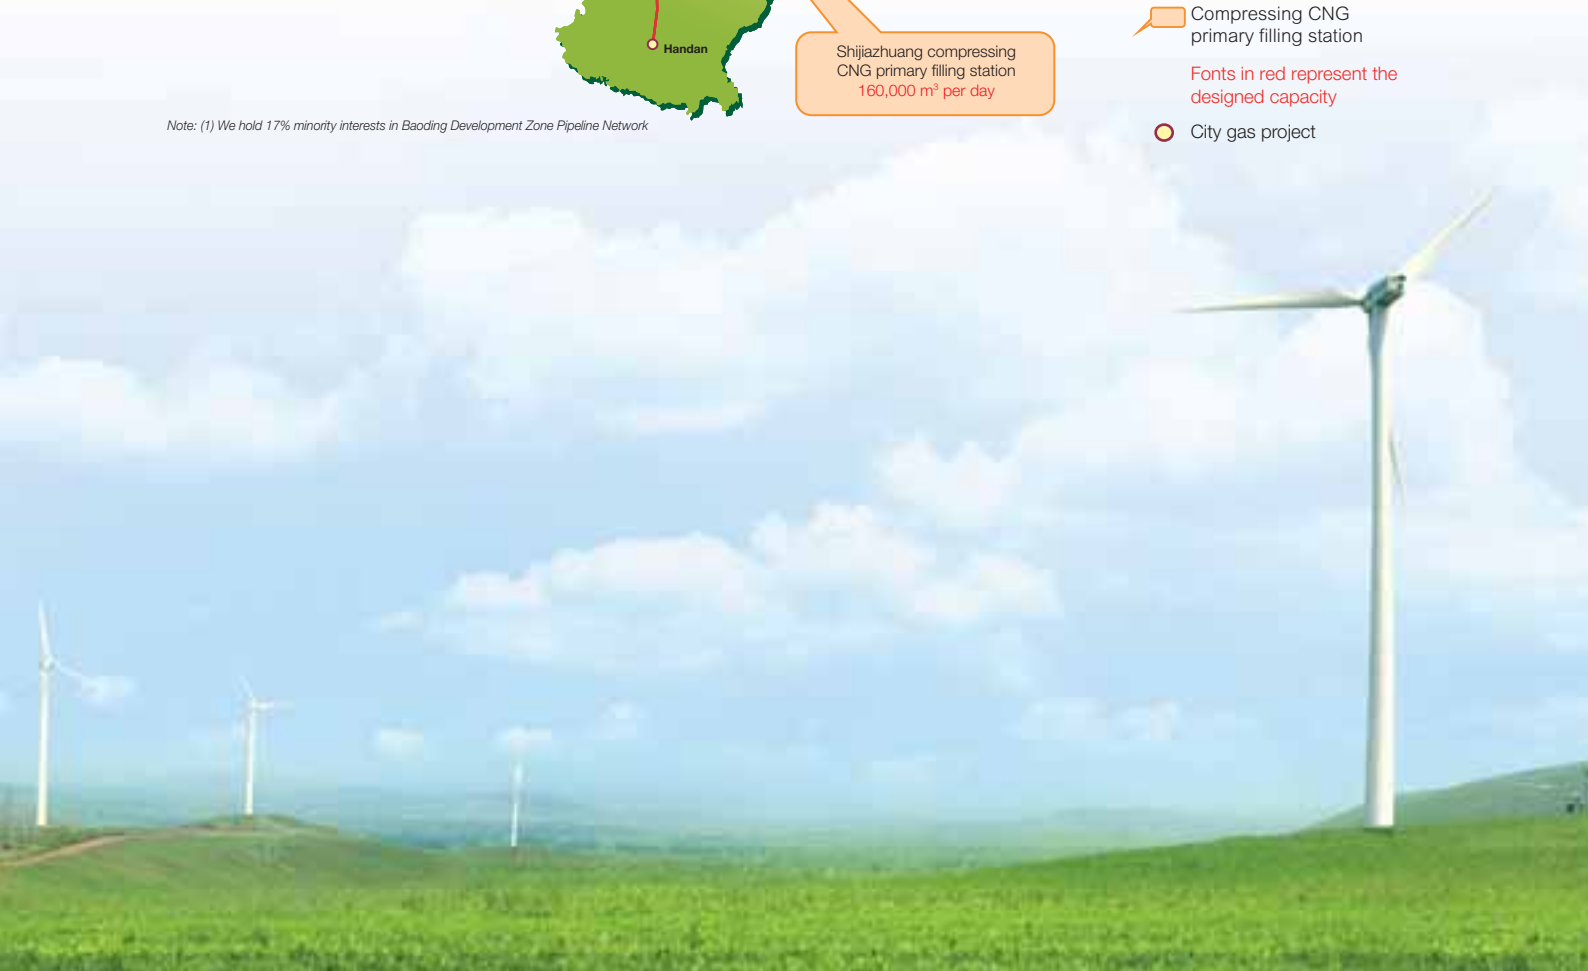 Handan
Shijiazhuang compressing
CNG primary filling station
160,000 m³ per day
Compressing CNG
primary filling station
Fonts in red represent the
designed capacity
City gas project
Note: (1) We hold 17% minority interests in Baoding Development Zone Pipeline Network